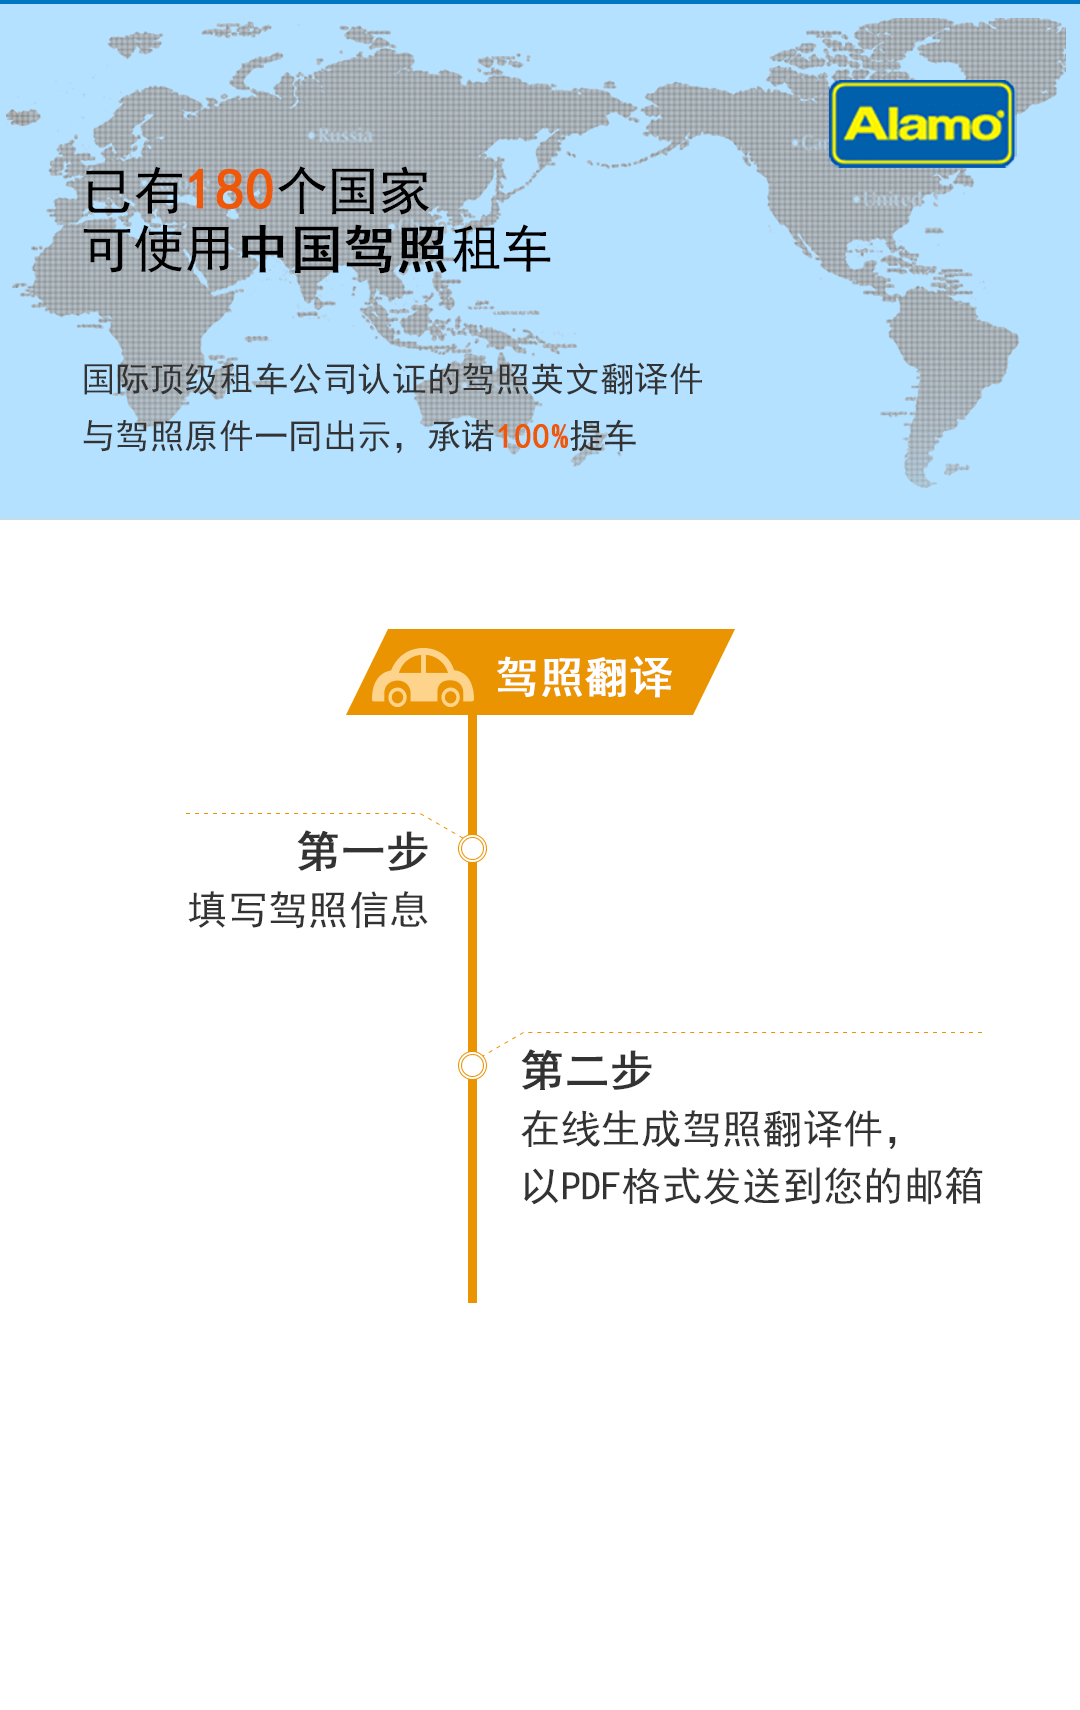 Russia
Alamo
已有180个国家
可使用中国驾照租车
国际顶级租车公司认证的驾照英文翻译件
与驾照原件一同出示，承诺100%提车
驾照翻译
第一步
填写驾照信息
第二步
在线生成驾照翻译件，
以PDF格式发送到您的邮箱